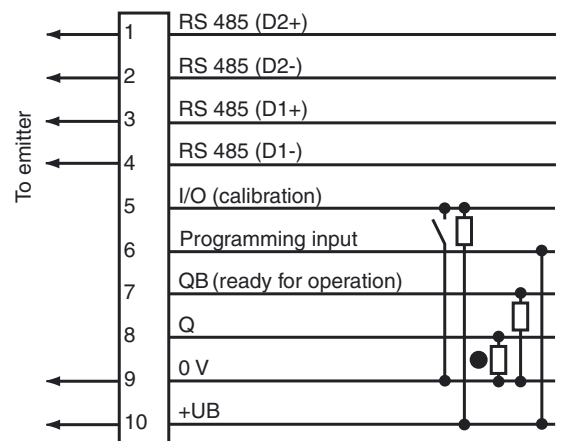 To emitter
1 RS 485 (D2+)
2 RS 485 (D2-)
3 RS 485 (D1+)
4 RS 485 (D1-)
5 I/O (calibration)
6 Programming input
7 QB (ready for operation)
8 Q
9 0 V
10 +UB